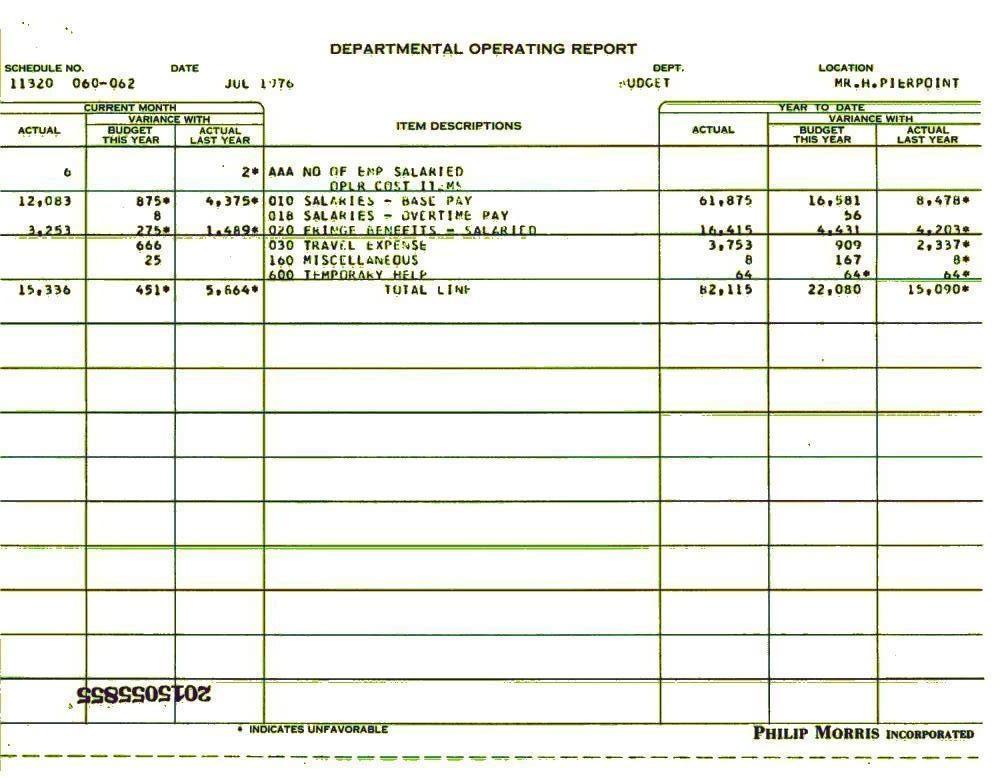 DEPARTMENTAL OPERATING REPORT
SCHEDULE NO. DATE DEPT. LOCATION
11320 060-062 JUL 1976 BUDGET MR.H.PIERPOINT
CURRENT MONTH YEAR TO DATE
VARIANCE WITH VARIANCE WITH
ACTUAL BUDGET THIS YEAR ACTUAL LAST YEAR ITEM DESCRIPTIONS ACTUAL BUDGET THIS YEAR ACTUAL LAST YEAR
6 2* AAA NO OF EMP SALARIED
OPER COST ITEMS
12,083 875* 4,375* 010 SALARIES - BASE PAY 61,875 16,581 8,478*
8 018 SALARIES - OVERTIME PAY 56
3,253 275* 1,489* 020 FRINGE BENEFITS - SALARIED 16,415 4,431 4,203*
666 030 TRAVEL EXPENSE 3,753 909 2,337*
25 160 MISCELLANEOUS 8 167 8*
600 TEMPORARY HELP 64 64* 64*
15,336 451* 5,864* TOTAL LINE 82,115 22,080 15,090*
2015055855
* INDICATES UNFAVORABLE
PHILIP MORRIS INCORPORATED